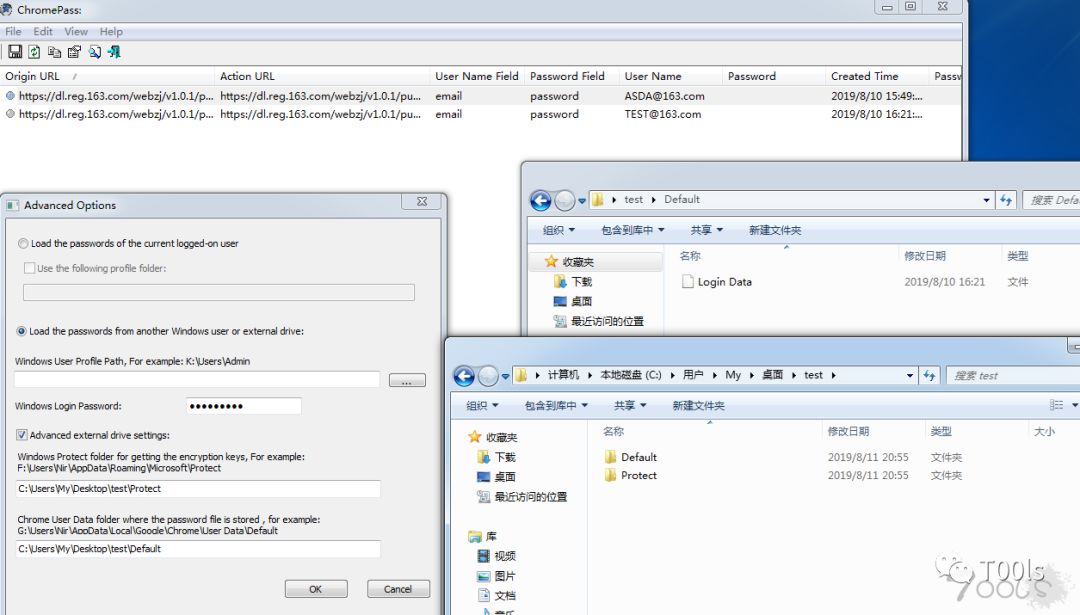 ChromePass:
File Edit View Help
Origin URL / Action URL User Name Field Password Field User Name Password Created Time Passw
https://dl.reg.163.com/webzj/v1.0.1/p... https://dl.reg.163.com/webzj/v1.0.1/pu... email password ASDA@163.com 2019/8/10 15:49:...
https://dl.reg.163.com/webzj/v1.0.1/p... https://dl.reg.163.com/webzj/v1.0.1/pu... email password TEST@163.com 2019/8/10 16:21:...
Advanced Options
Load the passwords of the current logged-on user
Use the following profile folder:
Load the passwords from another Windows user or external drive:
Windows User Profile Path, For example: K:\Users\Admin
...
Windows Login Password:
•••••••••
Advanced external drive settings:
Windows Protect folder for getting the encryption keys, For example:
F:\Users\Nir\AppData\Roaming\Microsoft\Protect
C:\Users\My\Desktop\test\Protect
Chrome User Data folder where the password file is stored , for example:
G:\Users\Nir\AppData\Local\Google\Chrome\User Data\Default
C:\Users\My\Desktop\test\Default
OK Cancel
test Default
搜索 Defau
组织 包含到库中 共享 新建文件夹
收藏夹
下载
桌面
最近访问的位置
名称 修改日期 类型
Login Data 2019/8/10 16:21 文件
计算机 本地磁盘 (C:) 用户 My 桌面 test
搜索 test
组织 包含到库中 共享 新建文件夹
收藏夹
下载
桌面
最近访问的位置
库
视频
图片
文档
音乐
名称 修改日期 类型 大小
Default 2019/8/11 20:55 文件夹
Protect 2019/8/11 20:55 文件夹
T00ls